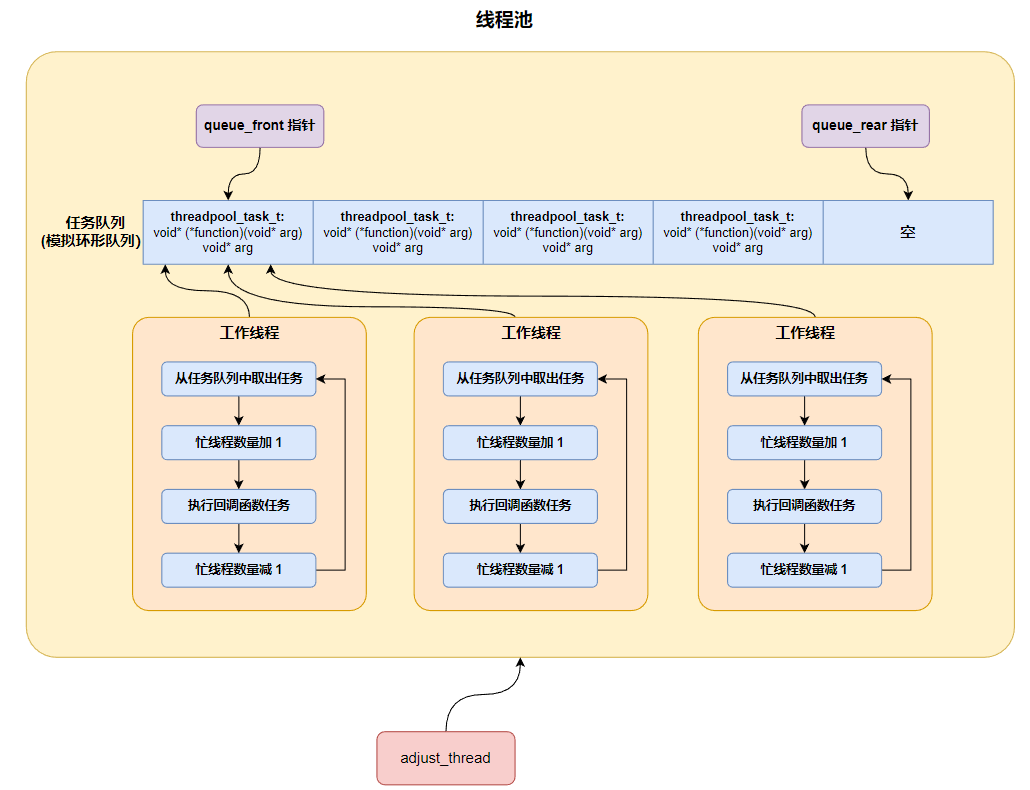 线程池
queue_front 指针
queue_rear 指针
任务队列
(模拟环形队列)
threadpool_task_t:
void* (*function)(void* arg)
void* arg
threadpool_task_t:
void* (*function)(void* arg)
void* arg
threadpool_task_t:
void* (*function)(void* arg)
void* arg
threadpool_task_t:
void* (*function)(void* arg)
void* arg
空
工作线程
从任务队列中取出任务
忙线程数量加 1
执行回调函数任务
忙线程数量减 1
工作线程
从任务队列中取出任务
忙线程数量加 1
执行回调函数任务
忙线程数量减 1
工作线程
从任务队列中取出任务
忙线程数量加 1
执行回调函数任务
忙线程数量减 1
adjust_thread